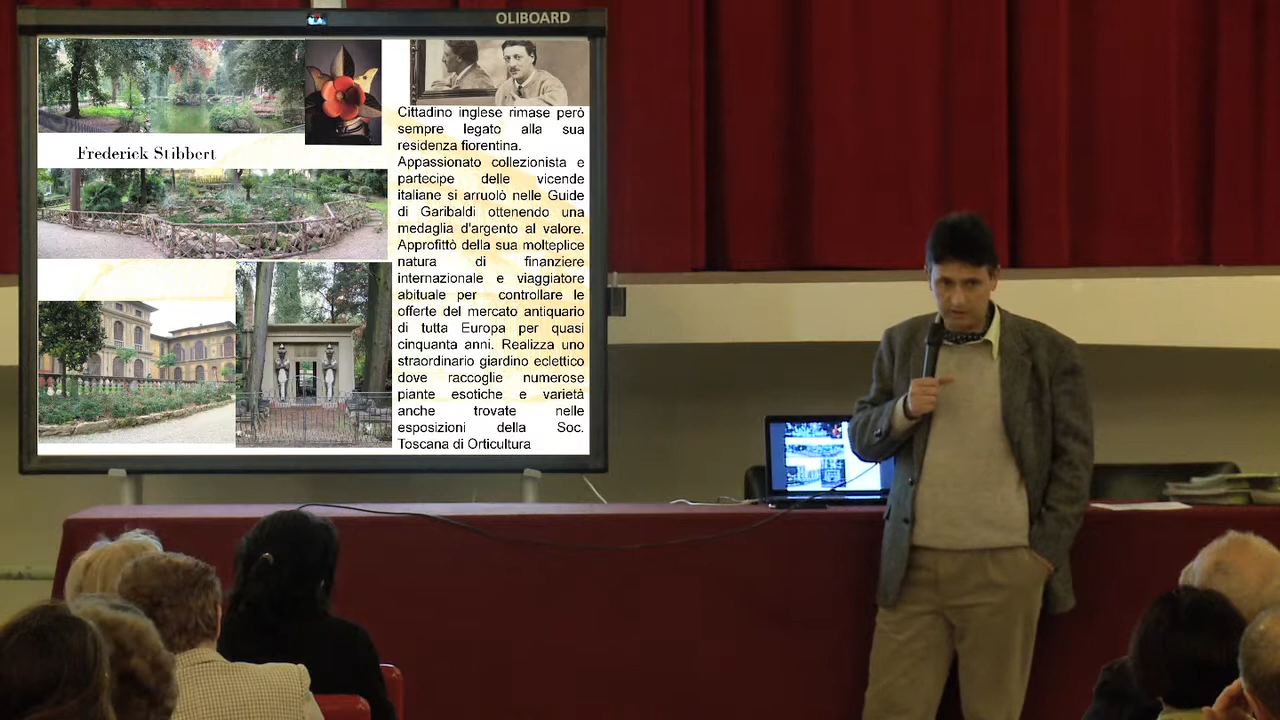 OLIBOARD
Frederick Stibbert
Cittadino inglese rimase però
sempre legato alla sua
residenza fiorentina.
Appassionato collezionista e
partecipe delle vicende
italiane si arruolò nelle Guide
di Garibaldi ottenendo una
medaglia d'argento al valore.
Approfittò della sua molteplice
natura di finanziere
internazionale e viaggiatore
abituale per controllare le
offerte del mercato antiquario
di tutta Europa per quasi
cinquanta anni. Realizza uno
straordinario giardino eclettico
dove raccoglie numerose
piante esotiche e varietà
anche trovate nelle
esposizioni della Soc.
Toscana di Orticultura